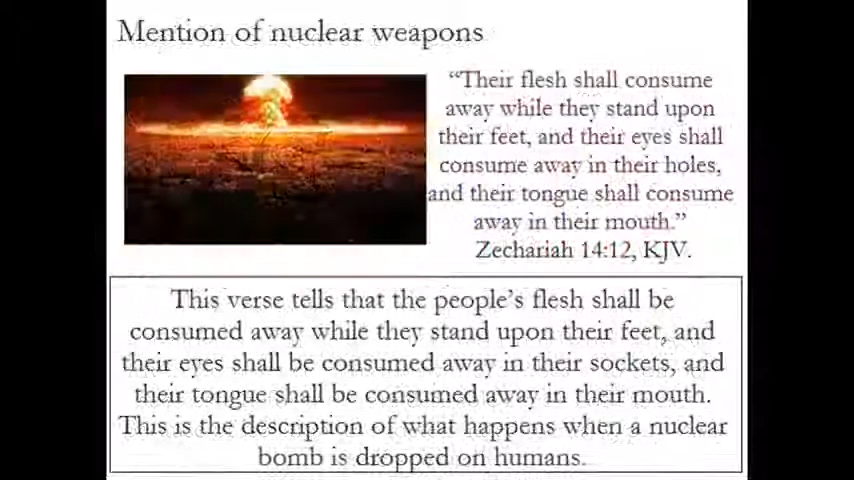 Mention of nuclear weapons
“Their flesh shall consume
away while they stand upon
their feet, and their eyes shall
consume away in their holes,
and their tongue shall consume
away in their mouth.”
Zechariah 14:12, KJV.
This verse tells that the people’s flesh shall be
consumed away while they stand upon their feet, and
their eyes shall be consumed away in their sockets, and
their tongue shall be consumed away in their mouth.
This is the description of what happens when a nuclear
bomb is dropped on humans.